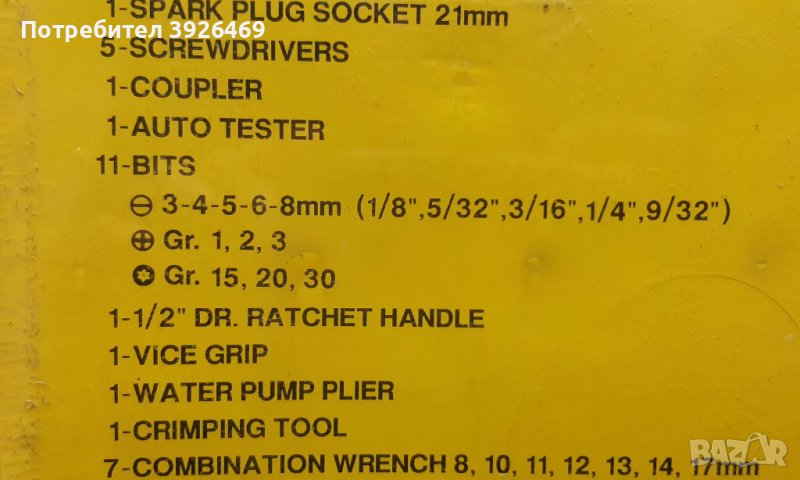 1-SPARK PLUG SOCKET 21mm
Потребител 3926469
5-SCREWDRIVERS
1-COUPLER
1-AUTO TESTER
11-BITS
3-4-5-6-8mm (1/8",5/32",3/16",1/4",9/32")
Gr. 1, 2, 3
Gr. 15, 20, 30
1-1/2" DR. RATCHET HANDLE
1-VICE GRIP
1-WATER PUMP PLIER
1-CRIMPING TOOL
7-COMBINATION WRENCH 8, 10, 11, 12, 13, 14, 17mm
BAZAR